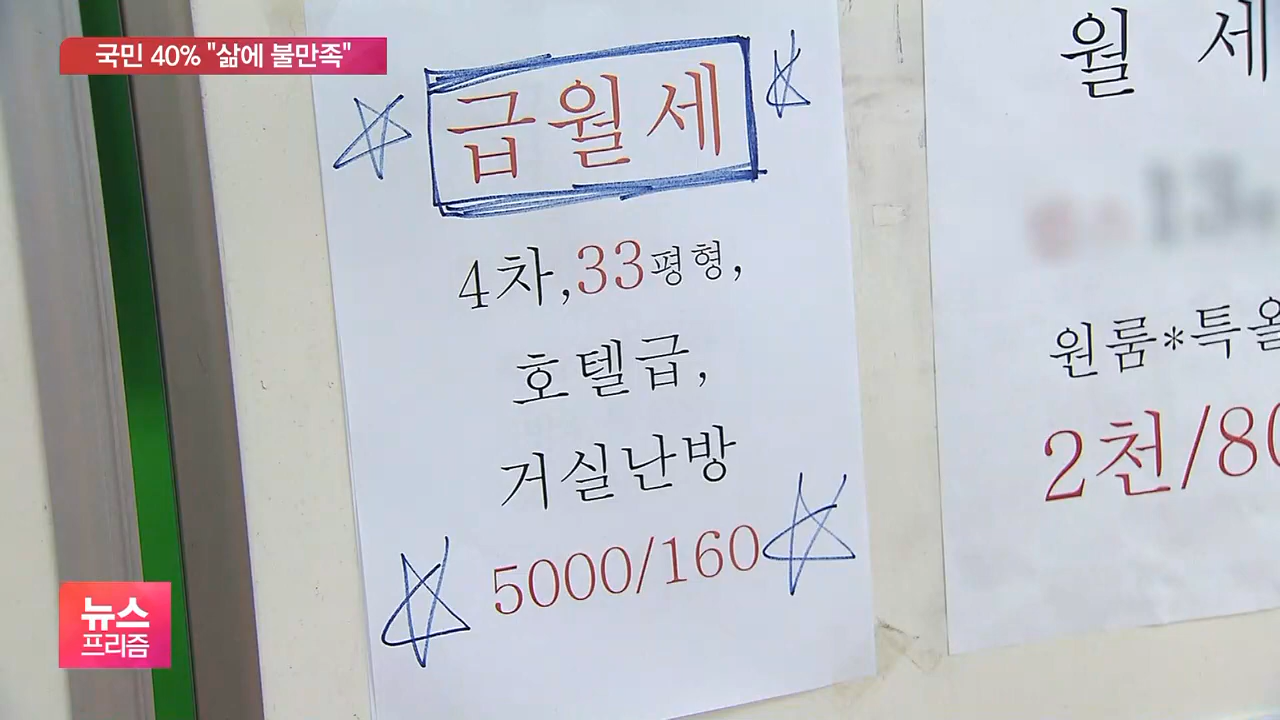 국민 40% "삶에 불만족"
급월세
4차,33평형,
호텔급,
거실난방
5000/160
월 세
원룸*특올
2천/80
뉴스
프리즘